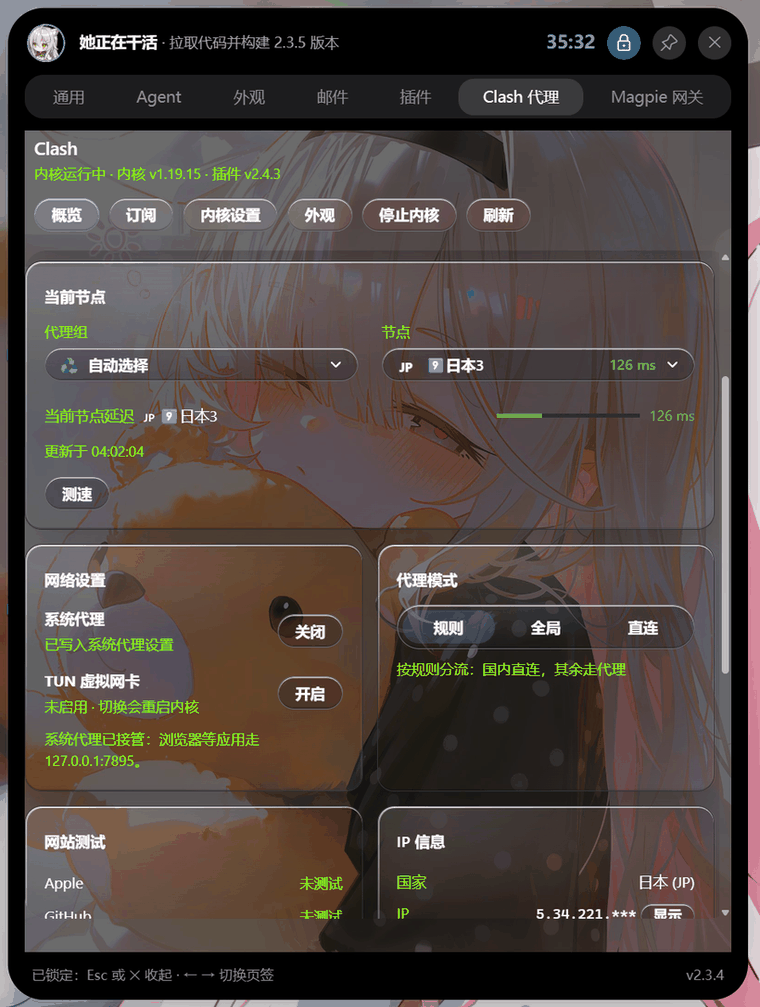 她正在干活 · 拉取代码并构建 2.3.5 版本
35:32
通用 Agent 外观 邮件 插件 Clash 代理 Magpie 网关
Clash
内核运行中 · 内核 v1.19.15 · 插件 v2.4.3
概览 订阅 内核设置 外观 停止内核 刷新
当前节点
代理组 节点
自动选择 JP 9 日本3 126 ms
当前节点延迟 JP 9 日本3 126 ms
更新于 04:02:04
测速
网络设置
系统代理
已写入系统代理设置
关闭
TUN 虚拟网卡
未启用 · 切换会重启内核
开启
系统代理已接管：浏览器等应用走
127.0.0.1:7895。
代理模式
规则 全局 直连
按规则分流：国内直连，其余走代理
网站测试
Apple 未测试
GitHub 未测试
IP 信息
国家 日本 (JP)
IP 5.34.221.*** 显示
已锁定：Esc 或 × 收起 · ← → 切换页签
v2.3.4